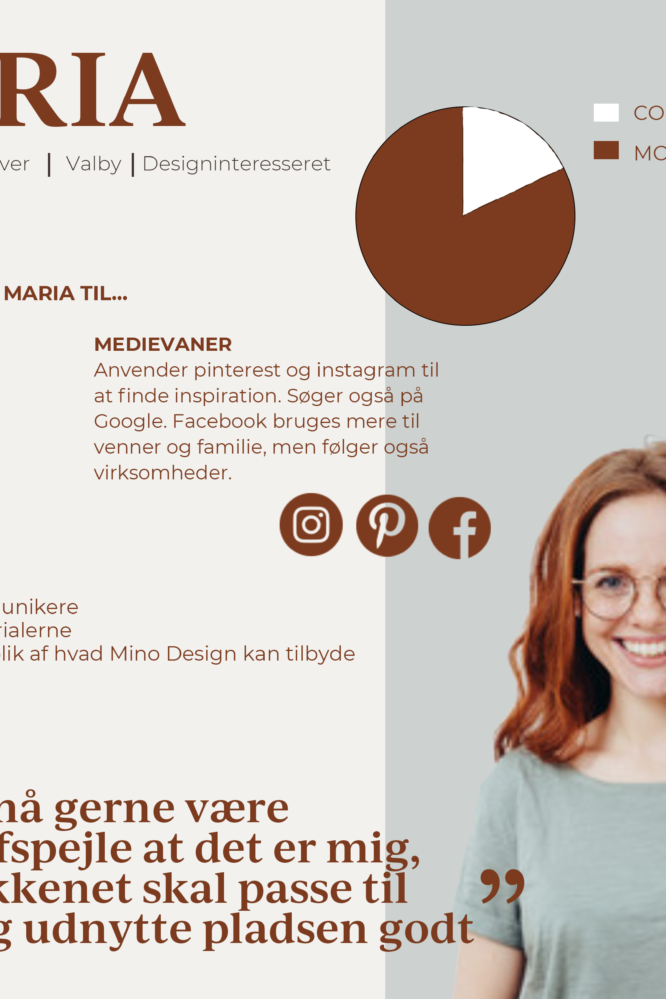 RIA
ver | Valby | Designinteresseret
CO
MO
MARIA TIL...
MEDIEVANER
Anvender pinterest og instagram til
at finde inspiration. Søger også på
Google. Facebook bruges mere til
venner og familie, men følger også
virksomheder.
unikere
rialerne
lik af hvad Mino Design kan tilbyde
nå gerne være
fspejle at det er mig,
kkenet skal passe til
g udnytte pladsen godt ”